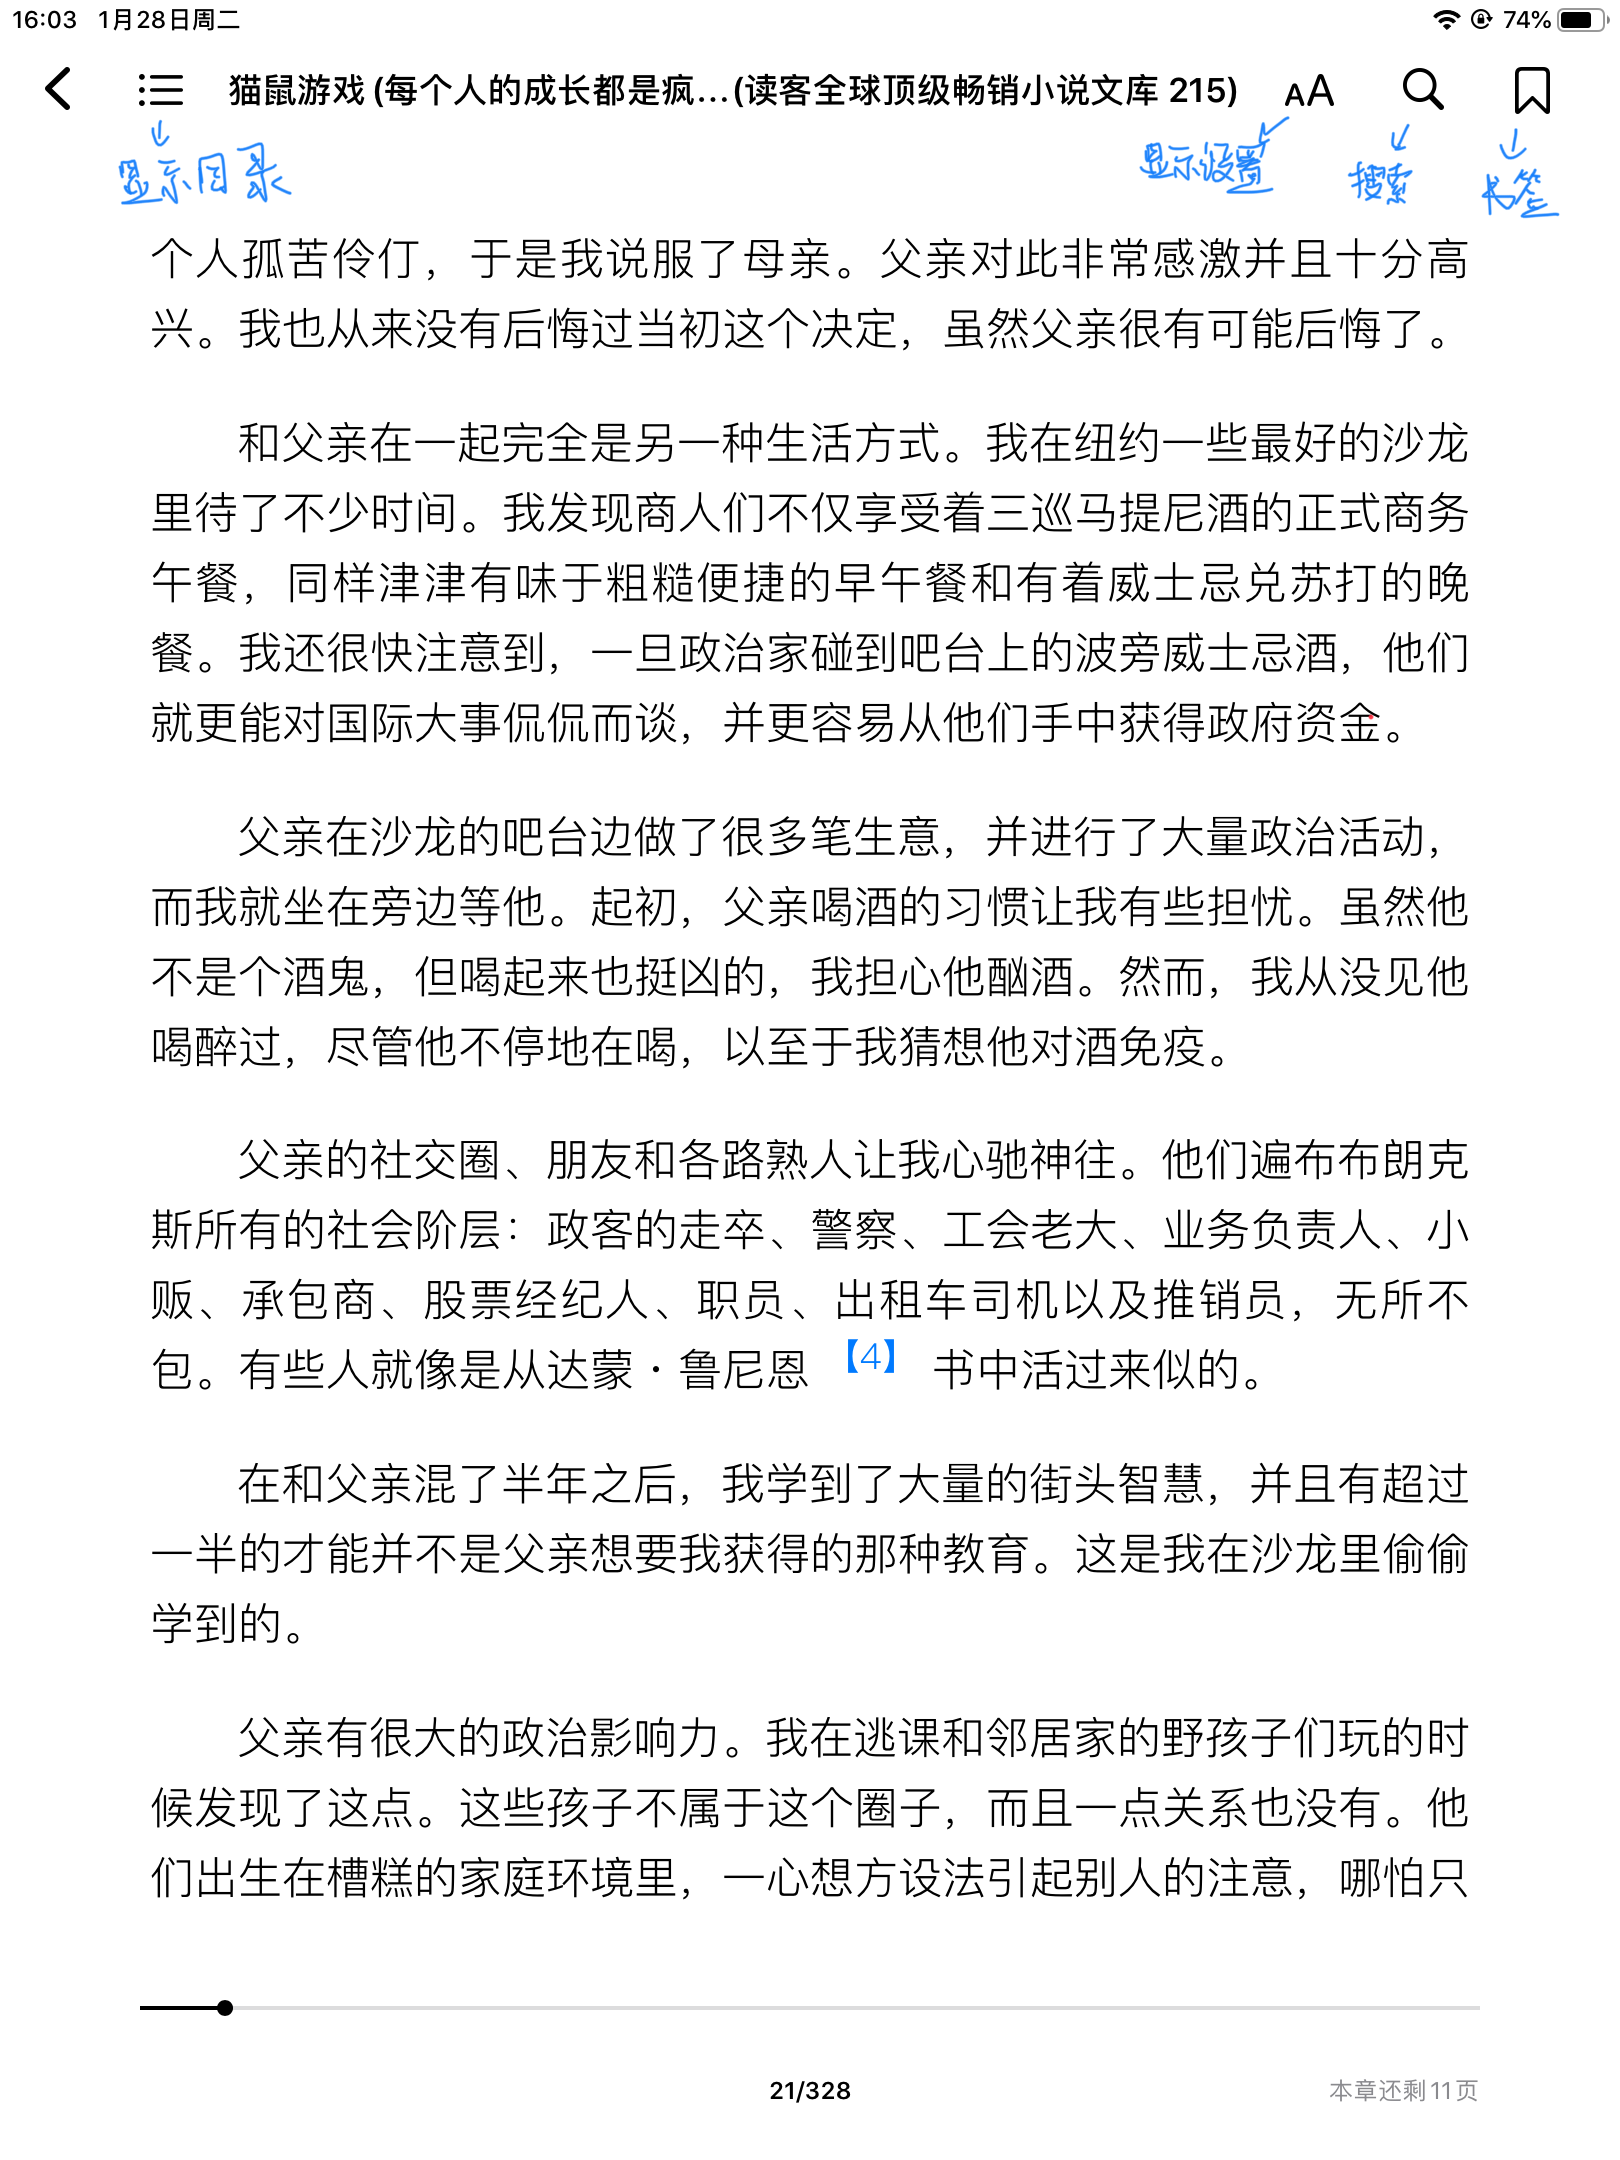 16:03 1月28日周二 74%
猫鼠游戏 (每个人的成长都是疯...(读客全球顶级畅销小说文库 215) AA
显示目录 显示设置 搜索 书签
个人孤苦伶仃，于是我说服了母亲。父亲对此非常感激并且十分高
兴。我也从来没有后悔过当初这个决定，虽然父亲很有可能后悔了。
和父亲在一起完全是另一种生活方式。我在纽约一些最好的沙龙
里待了不少时间。我发现商人们不仅享受着三巡马提尼酒的正式商务
午餐，同样津津有味于粗糙便捷的早午餐和有着威士忌兑苏打的晚
餐。我还很快注意到，一旦政治家碰到吧台上的波旁威士忌酒，他们
就更能对国际大事侃侃而谈，并更容易从他们手中获得政府资金。
父亲在沙龙的吧台边做了很多笔生意，并进行了大量政治活动，
而我就坐在旁边等他。起初，父亲喝酒的习惯让我有些担忧。虽然他
不是个酒鬼，但喝起来也挺凶的，我担心他酗酒。然而，我从没见他
喝醉过，尽管他不停地在喝，以至于我猜想他对酒免疫。
父亲的社交圈、朋友和各路熟人让我心驰神往。他们遍布布朗克
斯所有的社会阶层：政客的走卒、警察、工会老大、业务负责人、小
贩、承包商、股票经纪人、职员、出租车司机以及推销员，无所不
包。有些人就像是从达蒙·鲁尼恩【4】书中活过来似的。
在和父亲混了半年之后，我学到了大量的街头智慧，并且有超过
一半的才能并不是父亲想要我获得的那种教育。这是我在沙龙里偷偷
学到的。
父亲有很大的政治影响力。我在逃课和邻居家的野孩子们玩的时
候发现了这点。这些孩子不属于这个圈子，而且一点关系也没有。他
们出生在槽糕的家庭环境里，一心想方设法引起别人的注意，哪怕只
21/328 本章还剩11页